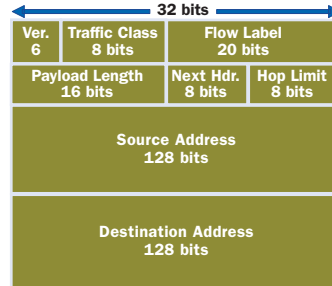 32 bits
Ver.
6
Traffic Class
8 bits
Flow Label
20 bits
Payload Length
16 bits
Next Hdr.
8 bits
Hop Limit
8 bits
Source Address
128 bits
Destination Address
128 bits